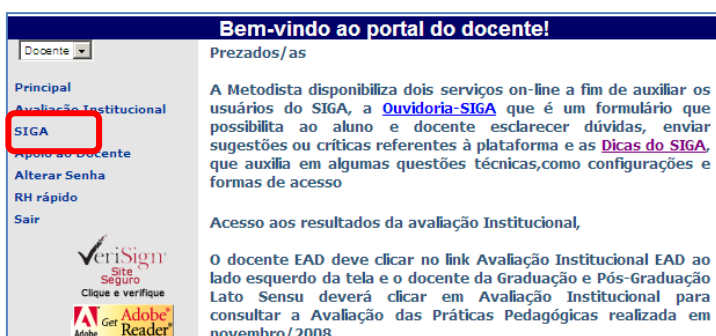 Bem-vindo ao portal do docente!
Docente
Principal
Avaliação Institucional
SIGA
Apoio ao Docente
Alterar Senha
RH rápido
Sair
VeriSign
Site
Seguro
Clique e verifique
Adobe
Get Adobe®
Reader®
Prezados/as
A Metodista disponibiliza dois serviços on-line a fim de auxiliar os
usuários do SIGA, a Ouvidoria-SIGA que é um formulário que
possibilita ao aluno e docente esclarecer dúvidas, enviar
sugestões ou críticas referentes à plataforma e as Dicas do SIGA,
que auxilia em algumas questões técnicas,como configurações e
formas de acesso
Acesso aos resultados da avaliação Institucional,
O docente EAD deve clicar no link Avaliação Institucional EAD ao
lado esquerdo da tela e o docente da Graduação e Pós-Graduação
Lato Sensu deverá clicar em Avaliação Institucional para
consultar a Avaliação das Práticas Pedagógicas realizada em
novembro/2008